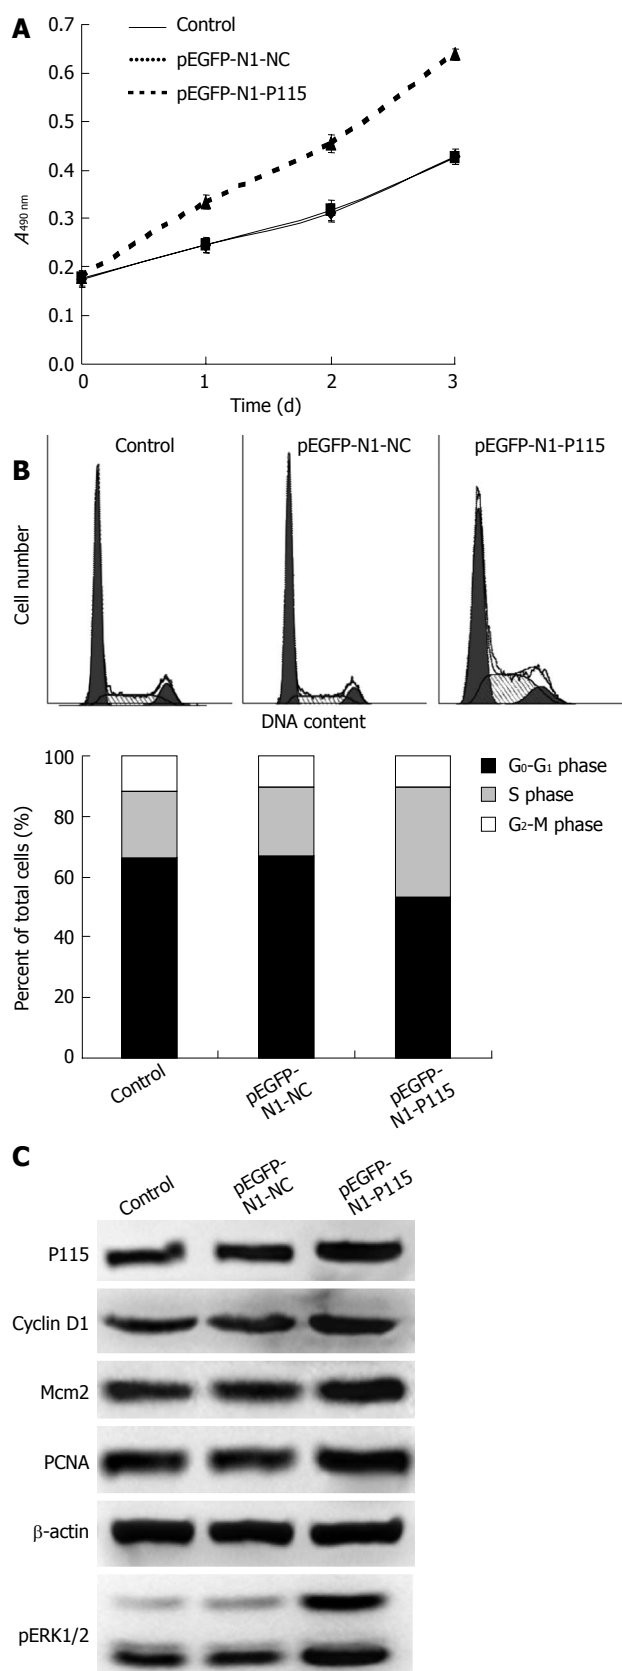 A
Control
pEGFP-N1-NC
pEGFP-N1-P115
0.7
0.6
0.5
0.4
0.3
0.2
0.1
0.0
A490 nm
0 1 2 3
Time (d)
B
Control pEGFP-N1-NC pEGFP-N1-P115
Cell number
DNA content
100
80
60
40
20
0
Percent of total cells (%)
G0-G1 phase
S phase
G2-M phase
Control
pEGFP-
N1-NC
pEGFP-
N1-P115
C
Control
pEGFP-
N1-NC
pEGFP-
N1-P115
P115
Cyclin D1
Mcm2
PCNA
β-actin
pERK1/2